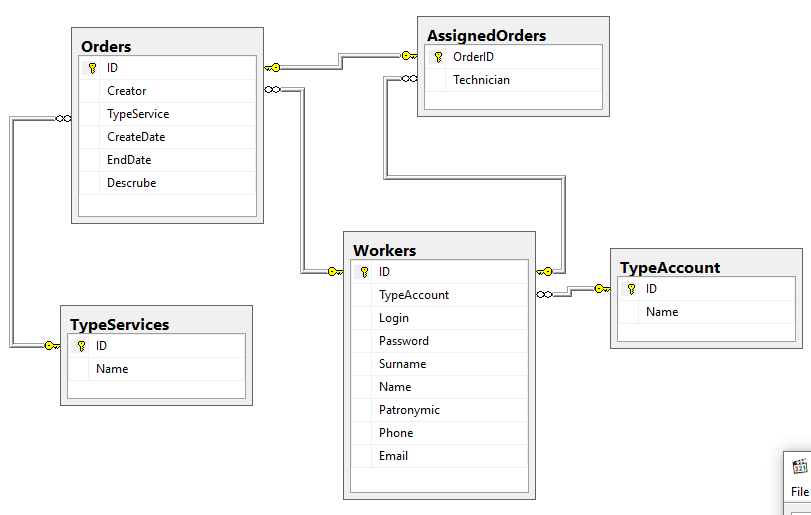 Orders
ID
Creator
TypeService
CreateDate
EndDate
Descrube
AssignedOrders
OrderID
Technician
Workers
ID
TypeAccount
Login
Password
Surname
Name
Patronymic
Phone
Email
TypeAccount
ID
Name
TypeServices
ID
Name
321
File